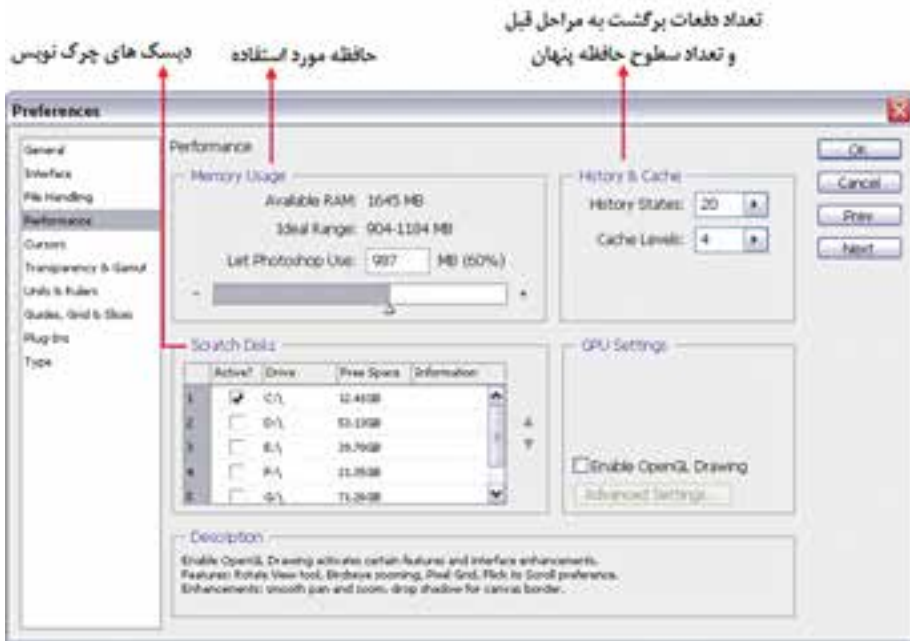 تعداد دفعات برگشت به مراحل قبل
و تعداد سطوح حافظه پنهان
حافظه مورد استفاده
دیسک های چرک نویس
Preferences
General
Interface
File Handling
Performance
Cursors
Transparency & Gamut
Units & Rulers
Guides, Grid & Slices
Plug-Ins
Type
Performance
Memory Usage
Available RAM: 1645 MB
Ideal Range: 904-1184 MB
Let Photoshop Use: 987 MB (60%)
- +
History & Cache
History States: 20
Cache Levels: 4
OK
Cancel
Prev
Next
Scratch Disks
Active? Drive Free Space Information
1 C:\
2 D:\
3 E:\
4 F:\
5 G:\
GPU Settings
Enable OpenGL Drawing
Advanced Settings...
Description
Enable OpenGL Drawing activates certain features and interface enhancements.
Features: Rotate View tool, Birdseye zooming, Pixel Grid, Flick to Scroll preference.
Enhancements: smooth pan and zoom, drop shadow for canvas border.